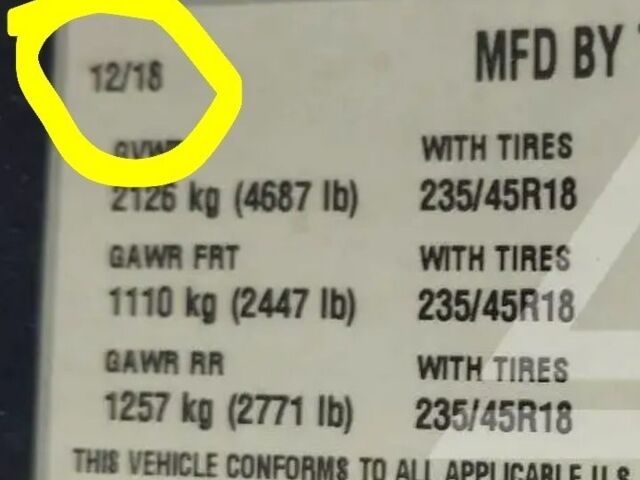 12/18
MFD BY
WITH TIRES
2126 kg (4687 lb) 235/45R18
GAWR FRT WITH TIRES
1110 kg (2447 lb) 235/45R18
GAWR RR WITH TIRES
1257 kg (2771 lb) 235/45R18
THIS VEHICLE CONFORMS TO ALL APPLICABLE U.S.